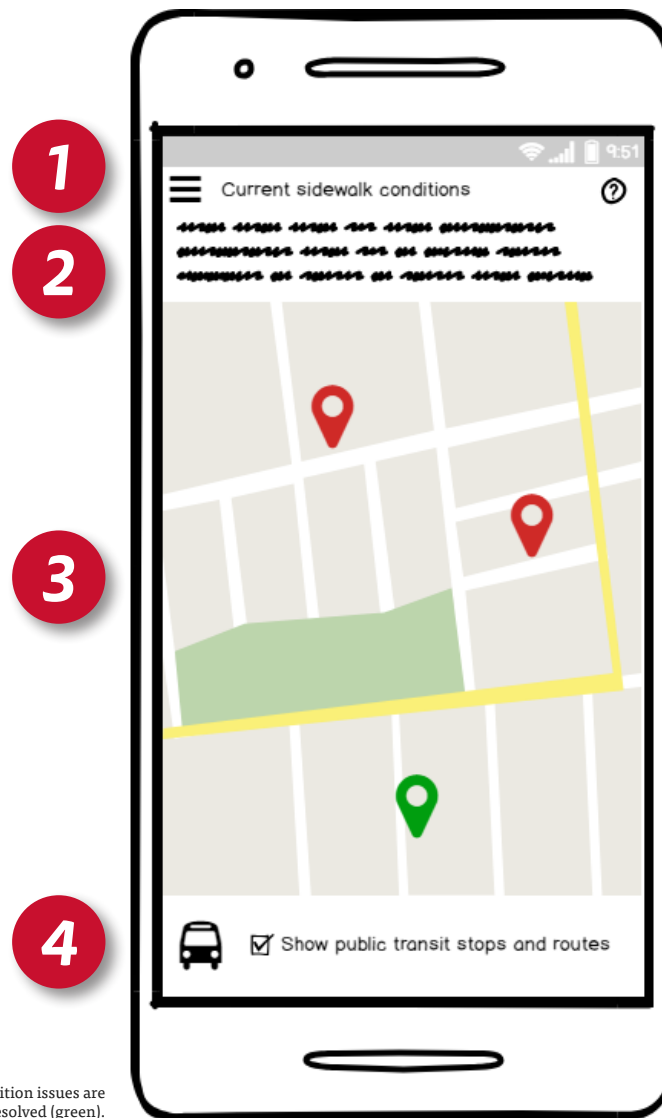 9:51
1
Current sidewalk conditions
2
3
4
Show public transit stops and routes
ition issues are
esolved (green).